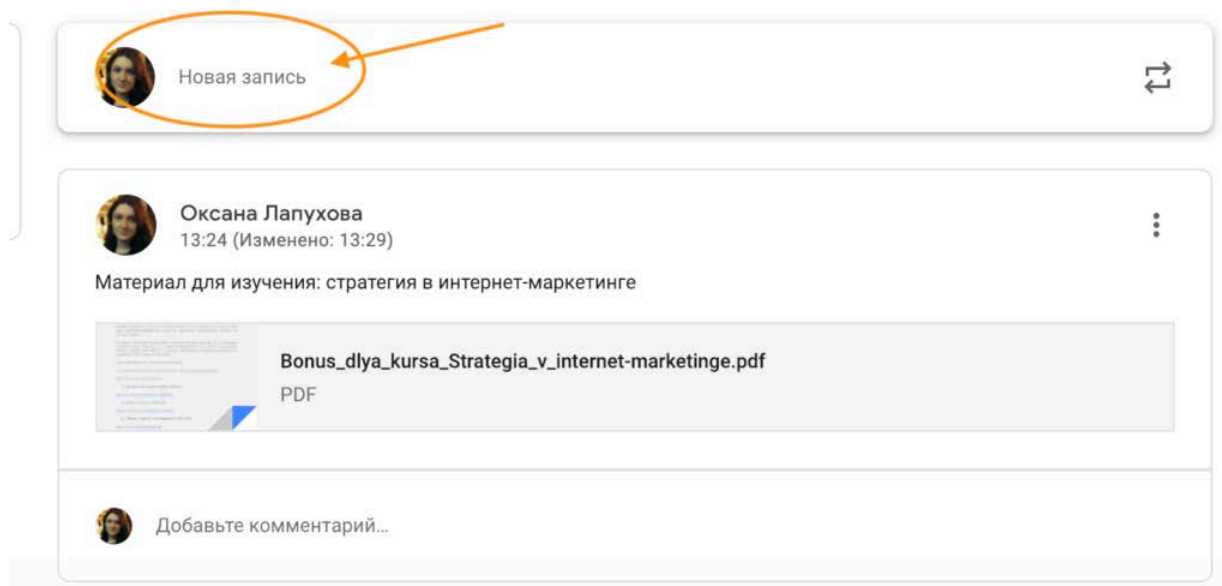 Новая запись
Оксана Лапухова
13:24 (Изменено: 13:29)
Материал для изучения: стратегия в интернет-маркетинге
Bonus_dlya_kursa_Strategia_v_internet-marketinge.pdf
PDF
Добавьте комментарий...